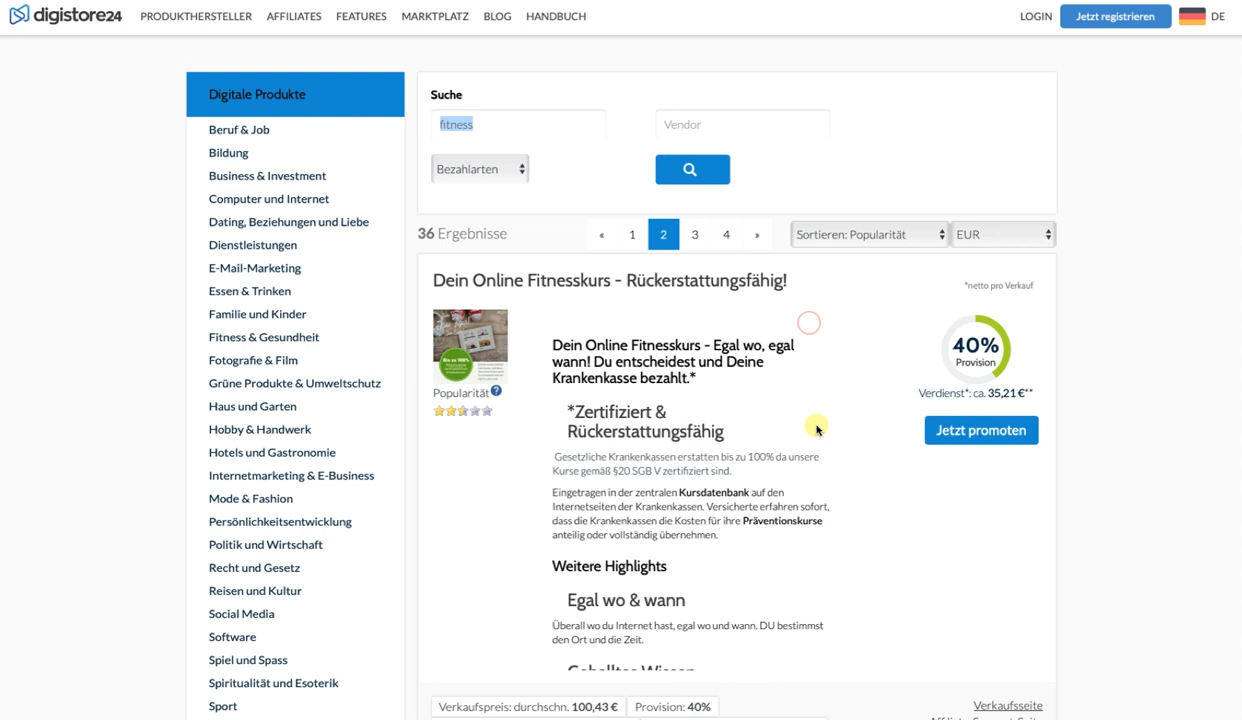 digistore24
PRODUKTHERSTELLER AFFILIATES FEATURES MARKTPLATZ BLOG HANDBUCH
LOGIN Jetzt registrieren DE
Digitale Produkte
Beruf & Job
Bildung
Business & Investment
Computer und Internet
Dating, Beziehungen und Liebe
Dienstleistungen
E-Mail-Marketing
Essen & Trinken
Familie und Kinder
Fitness & Gesundheit
Fotografie & Film
Grüne Produkte & Umweltschutz
Haus und Garten
Hobby & Handwerk
Hotels und Gastronomie
Internetmarketing & E-Business
Mode & Fashion
Persönlichkeitsentwicklung
Politik und Wirtschaft
Recht und Gesetz
Reisen und Kultur
Social Media
Software
Spiel und Spass
Spiritualität und Esoterik
Sport
Suche
fitness Vendor
Bezahlarten
36 Ergebnisse « 1 2 3 4 » Sortieren: Popularität EUR
Dein Online Fitnesskurs - Rückerstattungsfähig!
*netto pro Verkauf
Dein Online Fitnesskurs - Egal wo, egal
wann! Du entscheidest und Deine
Krankenkasse bezahlt.*
*Zertifiziert &
Rückerstattungsfähig
Gesetzliche Krankenkassen erstatten bis zu 100% da unsere
Kurse gemäß §20 SGB V zertifiziert sind.
Eingetragen in der zentralen Kursdatenbank auf den
Internetseiten der Krankenkassen. Versicherte erfahren sofort,
dass die Krankenkassen die Kosten für ihre Präventionskurse
anteilig oder vollständig übernehmen.
Weitere Highlights
Egal wo & wann
Überall wo du Internet hast, egal wo und wann. DU bestimmst
den Ort und die Zeit.
Geballtes Wissen
Popularität ?
40%
Provision
Verdienst*: ca. 35,21 €**
Jetzt promoten
Verkaufspreis: durchschn. 100,43 € Provision: 40%
Verkaufsseite